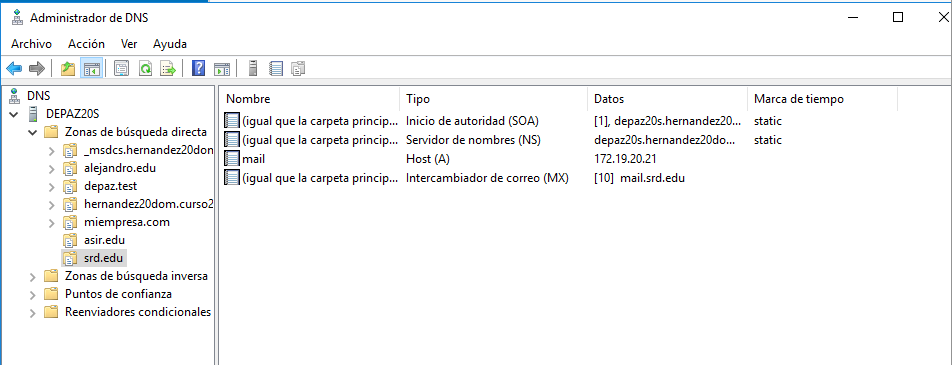 Administrador de DNS
Archivo Acción Ver Ayuda
DNS
DEPAZ20S
Zonas de búsqueda directa
_msdcs.hernandez20don
alejandro.edu
depaz.test
hernandez20dom.curso2
miempresa.com
asir.edu
srd.edu
Zonas de búsqueda inversa
Puntos de confianza
Reenviadores condicionales
Nombre Tipo Datos Marca de tiempo
(igual que la carpeta princip... Inicio de autoridad (SOA) [1], depaz20s.hernandez20... static
(igual que la carpeta princip... Servidor de nombres (NS) depaz20s.hernandez20do... static
mail Host (A) 172.19.20.21
(igual que la carpeta princip... Intercambiador de correo (MX) [10] mail.srd.edu